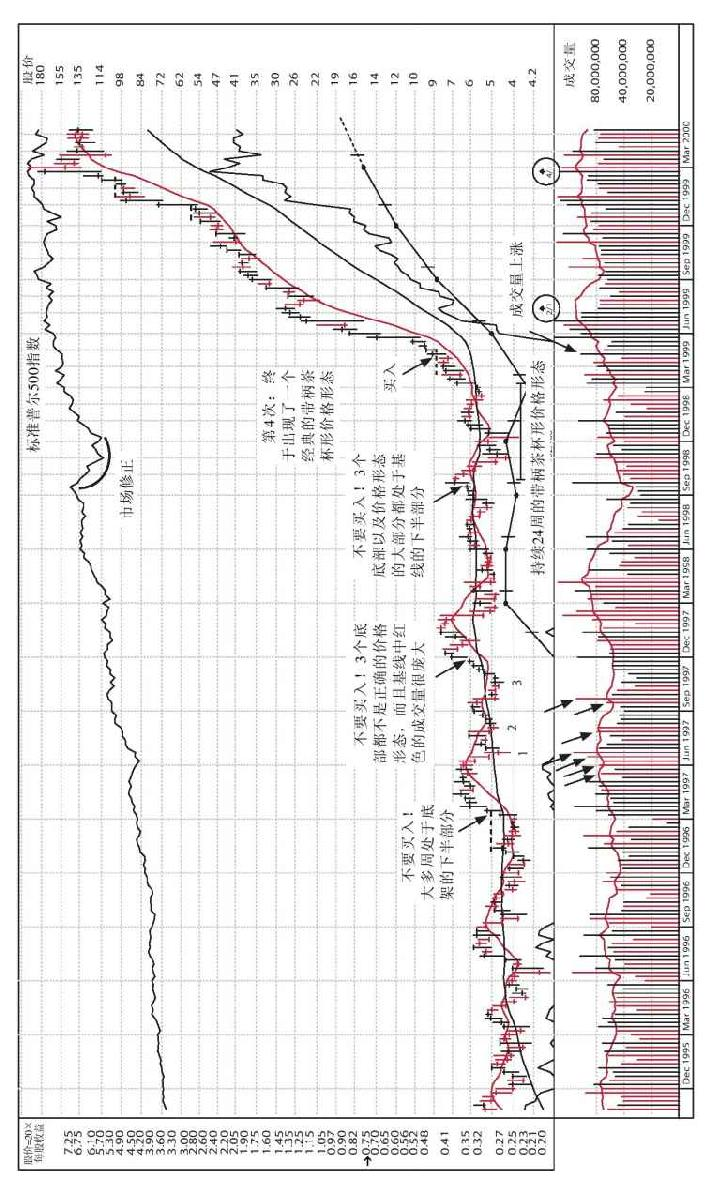 股价
180
155
135
114
98
84
72
62
54
47
41
35
30
26
22
19
16
14
12
10
9
7
6
5
4
4.2
成交量
80,000,000
40,000,000
20,000,000
标准普尔500指数
市场修正
第4次：终
于出现了一个
经典的带柄茶
杯形价格形态
买入
成交量上涨
不要买入！3个
底部以及价格形态
的大部分都处于基
线的下半部分
持续24周的带柄茶杯形价格形态
不要买入！3个底
部都不是正确的价格
形态，而且基线中红
色的成交量很庞大
1
2
3
不要买入！
大多周处于底
架的下半部分
股价=20×
每股收益
7.25
6.75
6.10
5.70
5.30
4.90
4.50
4.20
3.90
3.60
3.30
3.00
2.80
2.60
2.40
2.20
2.05
1.90
1.75
1.60
1.45
1.35
1.25
1.15
1.05
0.97
0.90
0.82
0.75
0.70
0.65
0.60
0.56
0.52
0.48
0.41
0.35
0.32
0.27
0.25
0.23
0.21
0.20
Dec 1995
Mar 1996
Jun 1996
Sep 1996
Dec 1996
Mar 1997
Jun 1997
Sep 1997
Dec 1997
Mar 1998
Jun 1998
Sep 1998
Dec 1998
Mar 1999
Jun 1999
Sep 1999
Dec 1999
Mar 2000